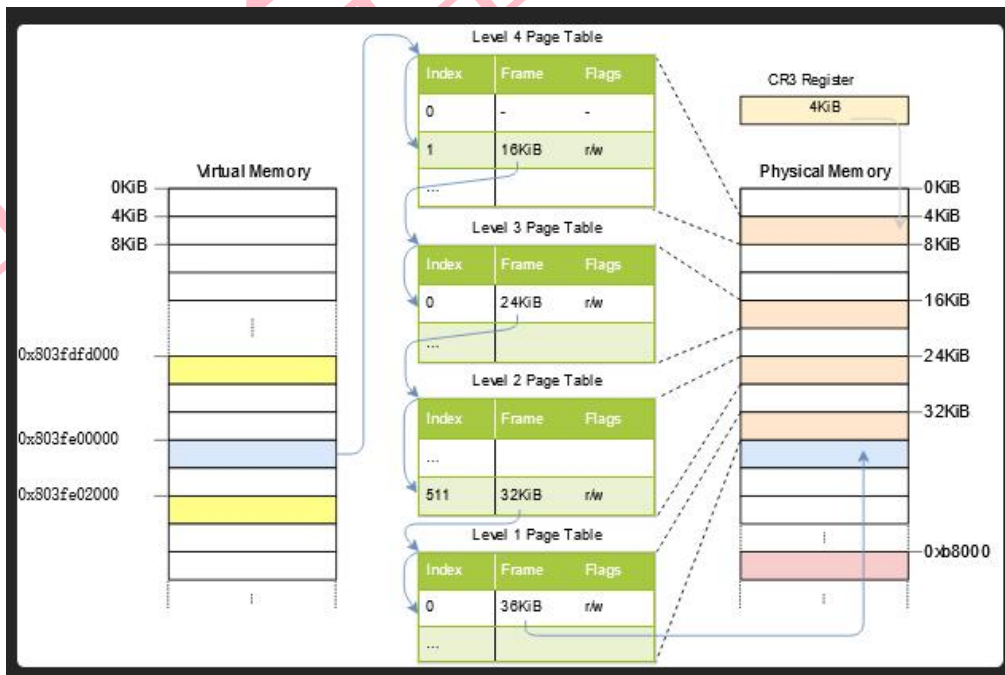 Level 4 Page Table
Index Frame Flags
0 - -
1 16KiB r/w
...
CR3 Register
4KiB
Virtual Memory
0KiB
4KiB
8KiB
0x803fdfd000
0x803fe00000
0x803fe02000
Level 3 Page Table
Index Frame Flags
0 24KiB r/w
...
Level 2 Page Table
Index Frame Flags
...
511 32KiB r/w
Level 1 Page Table
Index Frame Flags
0 36KiB r/w
...
Physical Memory
0KiB
4KiB
8KiB
16KiB
24KiB
32KiB
0xb8000